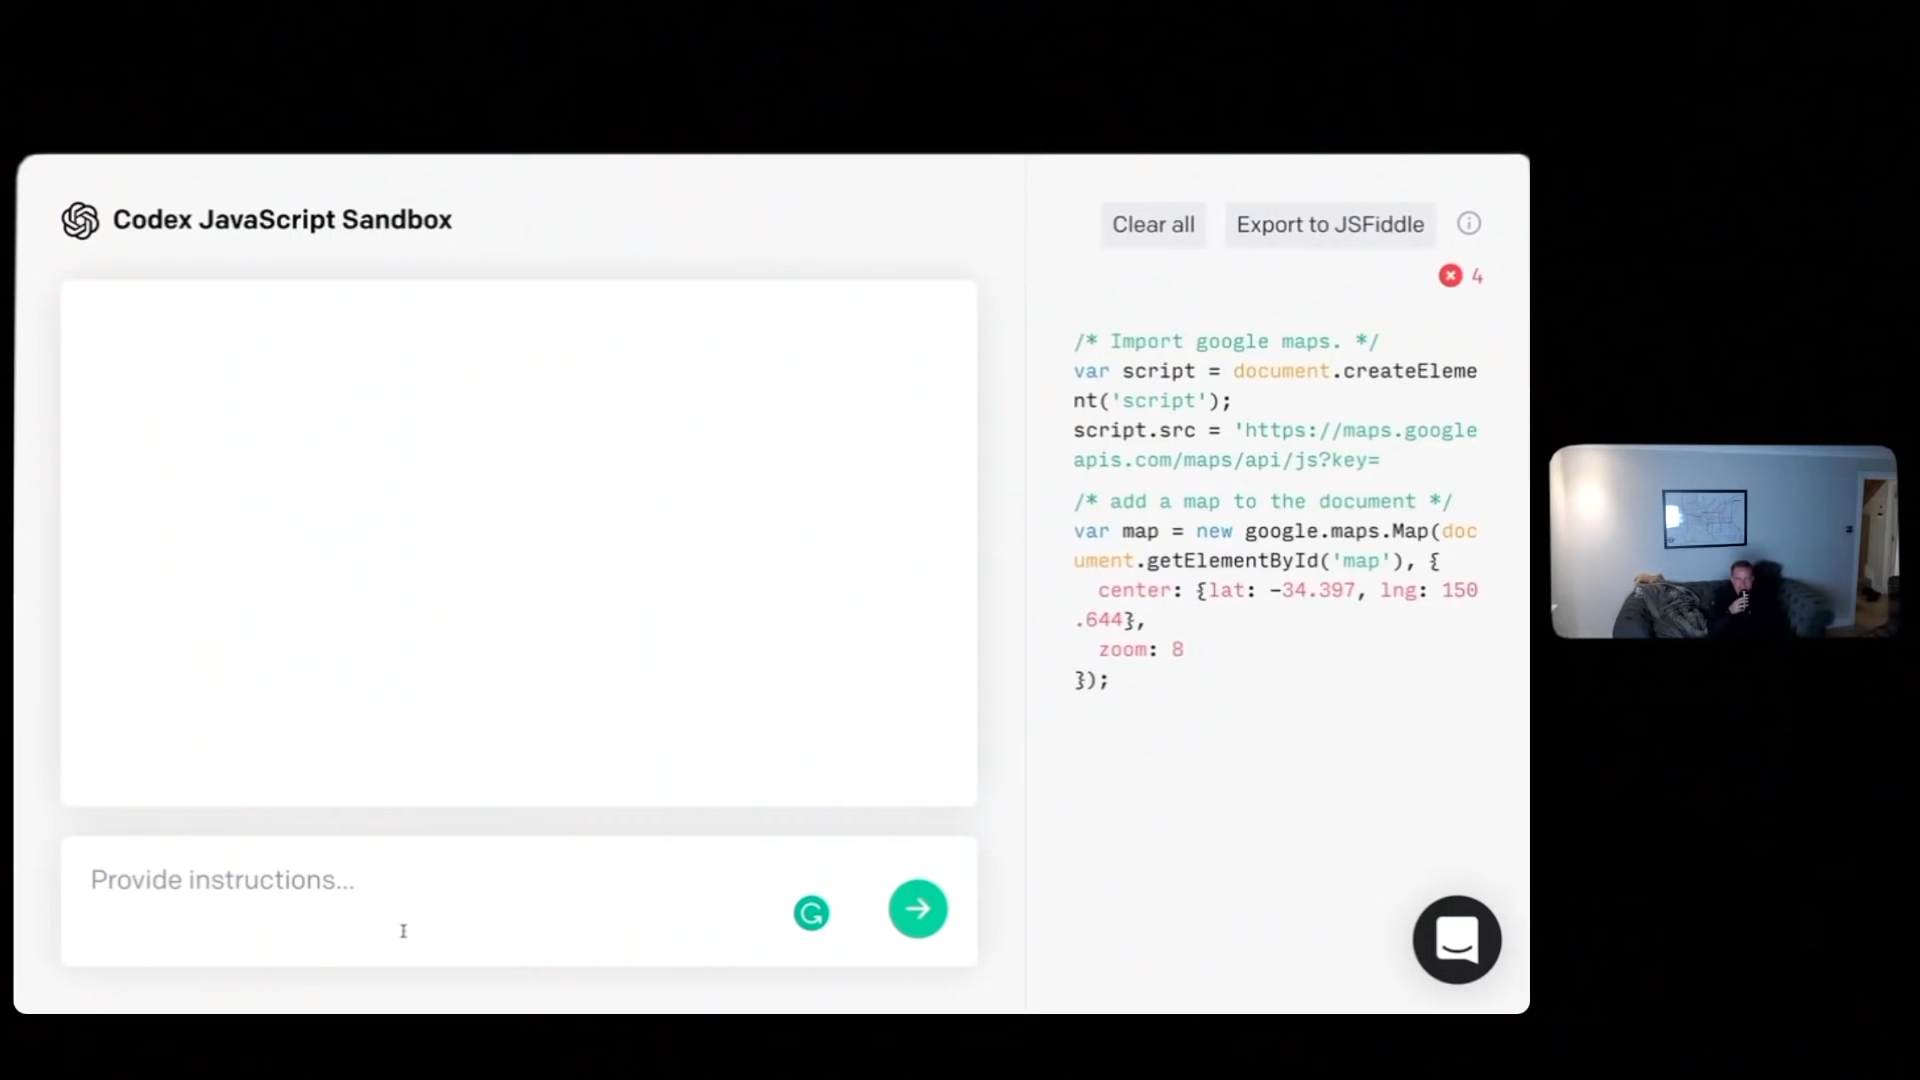 Codex JavaScript Sandbox
Clear all
Export to JSFiddle
4
/* Import google maps. */
var script = document.createEleme
nt('script');
script.src = 'https://maps.google
apis.com/maps/api/js?key=
/* add a map to the document */
var map = new google.maps.Map(doc
ument.getElementById('map'), {
center: {lat: -34.397, lng: 150
.644},
zoom: 8
});
Provide instructions...